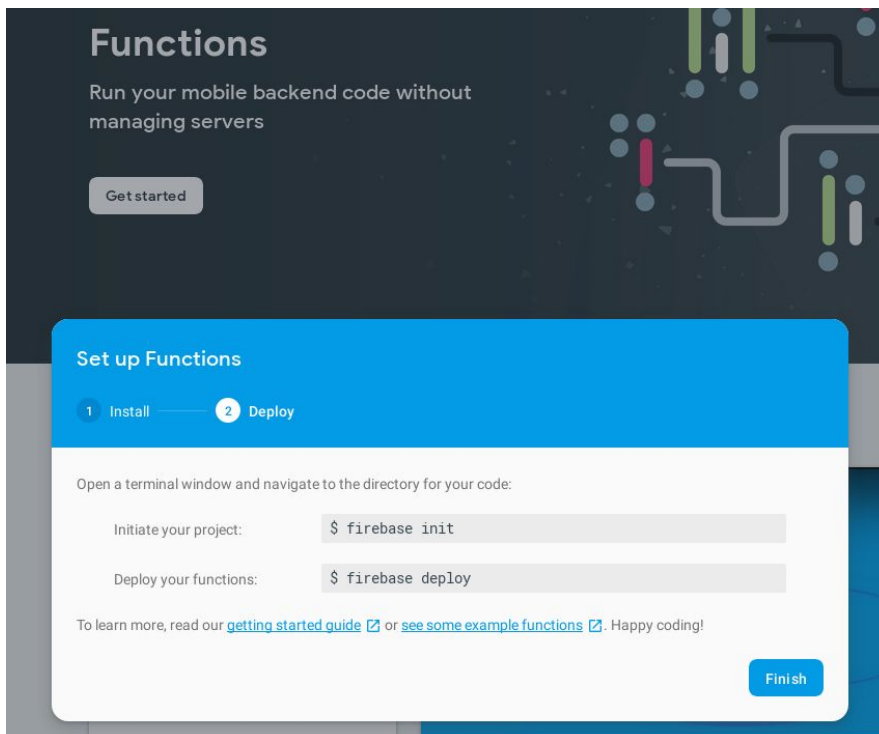 Functions
Run your mobile backend code without
managing servers
Get started
Set up Functions
1 Install 2 Deploy
Open a terminal window and navigate to the directory for your code:
Initiate your project: $ firebase init
Deploy your functions: $ firebase deploy
To learn more, read our getting started guide or see some example functions . Happy coding!
Finish